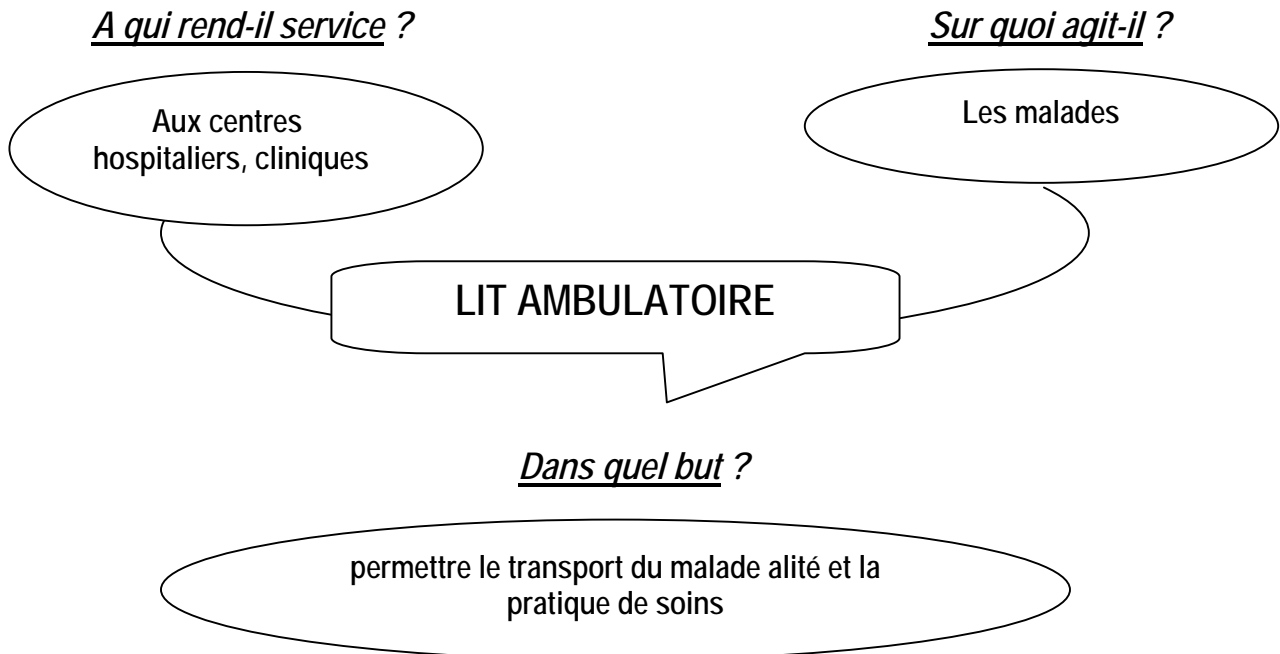 A qui rend-il service ?
Sur quoi agit-il ?
Aux centres
hospitaliers, cliniques
Les malades
LIT AMBULATOIRE
Dans quel but ?
permettre le transport du malade alité et la
pratique de soins